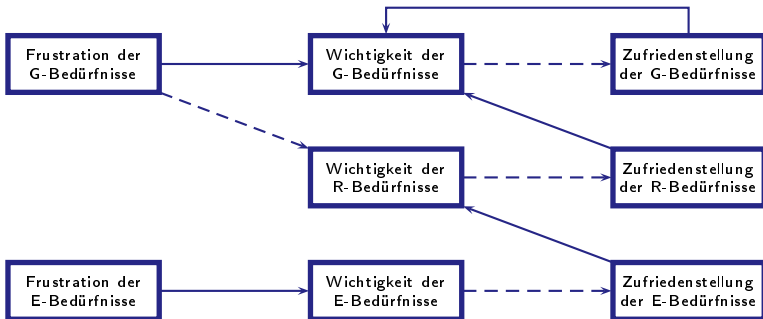 Frustration der
G-Bedürfnisse
Wichtigkeit der
G-Bedürfnisse
Zufriedenstellung
der G-Bedürfnisse
Wichtigkeit der
R-Bedürfnisse
Zufriedenstellung
der R-Bedürfnisse
Frustration der
E-Bedürfnisse
Wichtigkeit der
E-Bedürfnisse
Zufriedenstellung
der E-Bedürfnisse